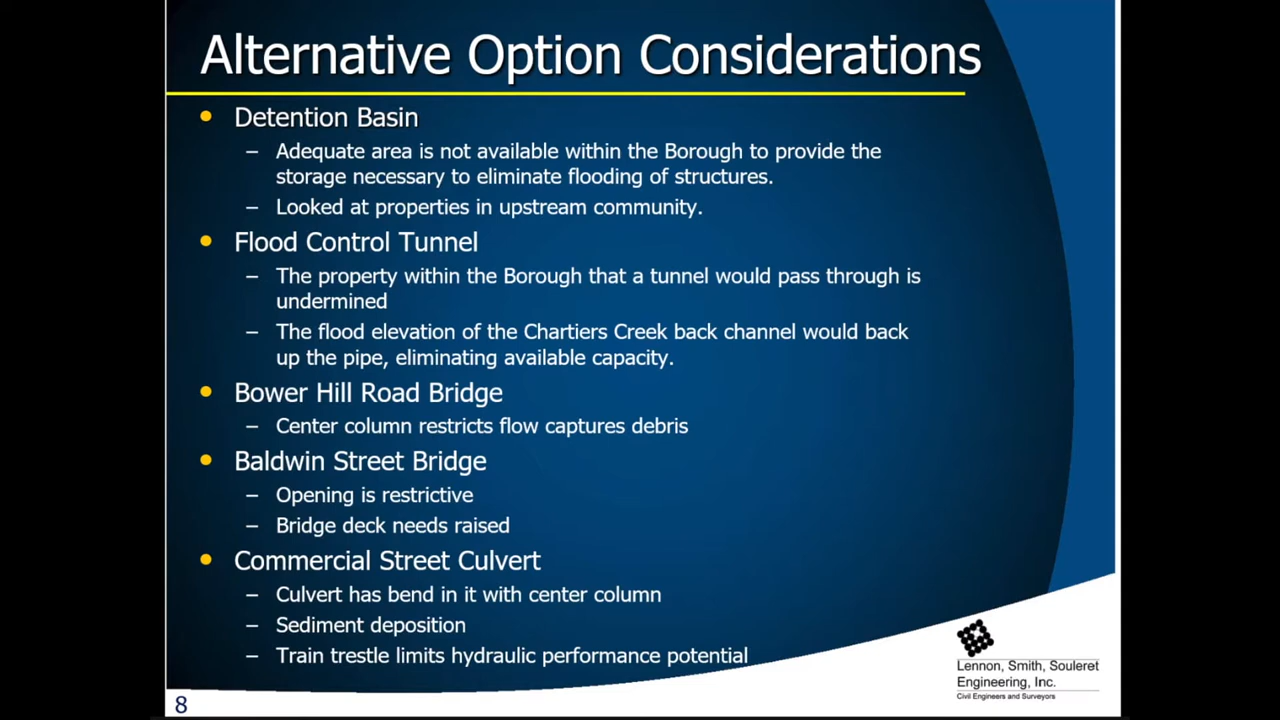 Alternative Option Considerations
• Detention Basin
– Adequate area is not available within the Borough to provide the
storage necessary to eliminate flooding of structures.
– Looked at properties in upstream community.
• Flood Control Tunnel
– The property within the Borough that a tunnel would pass through is
undermined
– The flood elevation of the Chartiers Creek back channel would back
up the pipe, eliminating available capacity.
• Bower Hill Road Bridge
– Center column restricts flow captures debris
• Baldwin Street Bridge
– Opening is restrictive
– Bridge deck needs raised
• Commercial Street Culvert
– Culvert has bend in it with center column
– Sediment deposition
– Train trestle limits hydraulic performance potential
Lennon, Smith, Souleret
Engineering, Inc.
Civil Engineers and Surveyors
8